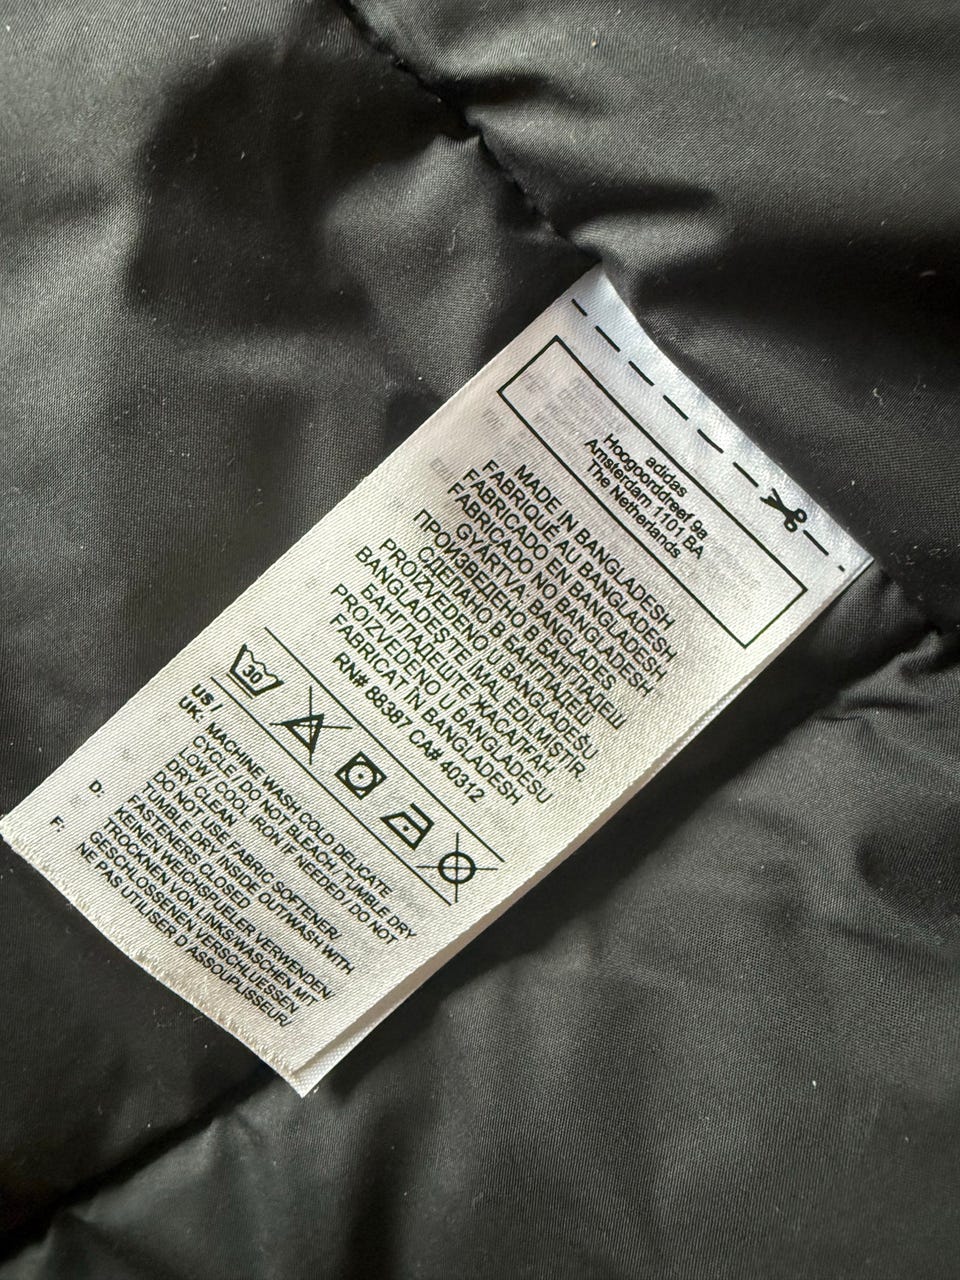 adidas
Hoogoorddreef 9a
Amsterdam 1101 BA
The Netherlands
MADE IN BANGLADESH
FABRIQUÉ AU BANGLADESH
FABRICADO EN BANGLADESH
FABRICADO NO BANGLADESH
GYÁRTVA: BANGLADES
ПРОИЗВЕДЕНО В БАНГЛАДЕШ
СДЕЛАНО В БАНГЛАДЕШ
PROIZVEDENO U BANGLADEŠU
BANGLADEŞ'TE İMAL EDİLMİŞTİR.
БАНГЛАДЕШТЕ ЖАСАЛҒАН
PROIZVEDENO U BANGLADESU
FABRICAT IN BANGLADESH
RN# 88387 CA# 40312
30
US /
UK: MACHINE WASH COLD DELICATE
CYCLE / DO NOT BLEACH / TUMBLE DRY
LOW / COOL IRON IF NEEDED / DO NOT
DRY CLEAN
DO NOT USE FABRIC SOFTENER/
TUMBLE DRY INSIDE OUT/WASH WITH
FASTENERS CLOSED
D: KEINEN WEICHSPUELER VERWENDEN/
TROCKNEN VON LINKS/WASCHEN MIT
GESCHLOSSENEN VERSCHLUESSEN
F: NE PAS UTILISER D ASSOUPLISSEUR/